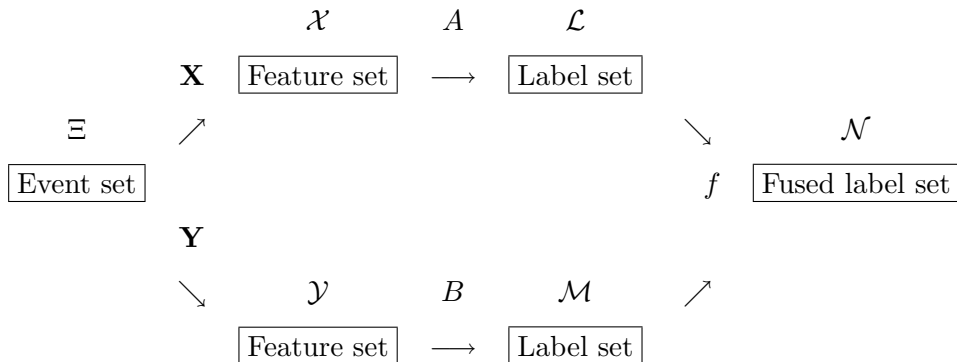 𝒳 A ℒ
X Feature set ⟶ Label set
Ξ ↗ ↘ 𝒩
Event set f Fused label set
Y
↘ 𝒴 B ℳ ↗
Feature set ⟶ Label set